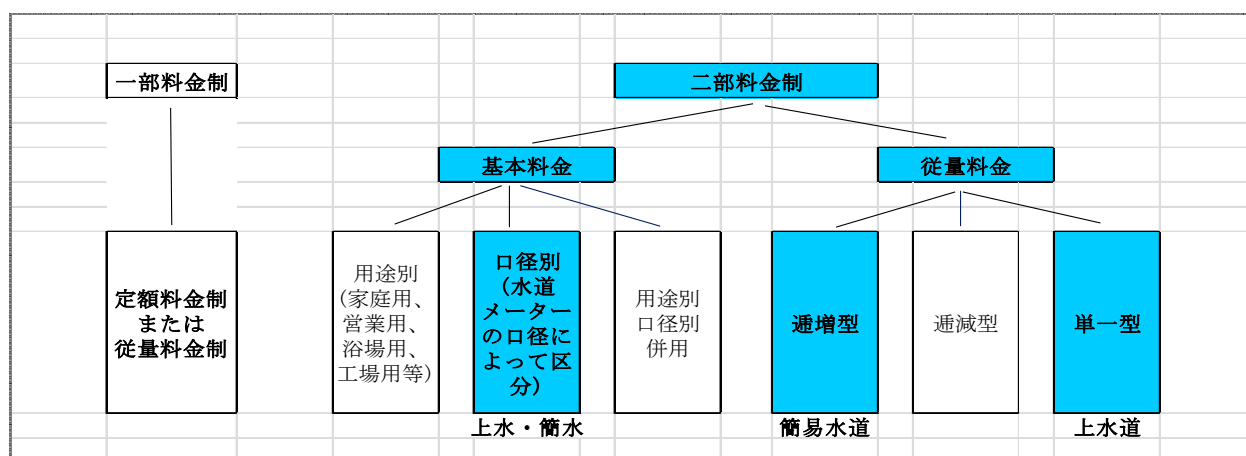 一部料金制
二部料金制
基本料金
従量料金
定額料金制
または
従量料金制
用途別
(家庭用、
営業用、
浴場用、
工場用等)
口径別
(水道
メーター
の口径に
よって区
分)
用途別
口径別
併用
逓増型
逓減型
単一型
上水・簡水
簡易水道
上水道